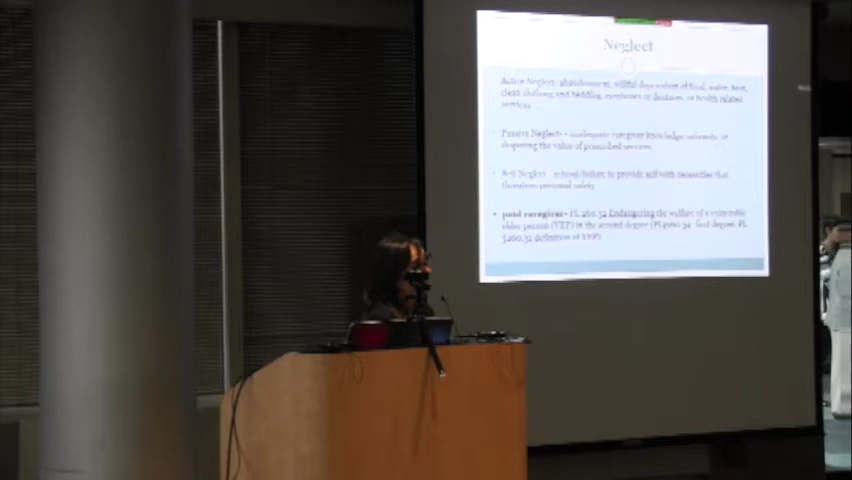 Neglect
Active Neglect- abandonment, willful deprivation of food, water, heat,
clean clothing and bedding, eyeglasses or dentures, or health related
services
Passive Neglect- - inadequate caregiver knowledge, infirmity, or
disputing the value of prescribed services
Self Neglect - refusal/failure to provide self with necessities that
threatens personal safety
• paid caregiver- PL 260.32 Endangering the welfare of a vulnerable
elder person (VEP) in the second degree (PL 260.34 first degree, PL
§260.31 definition of VEP)